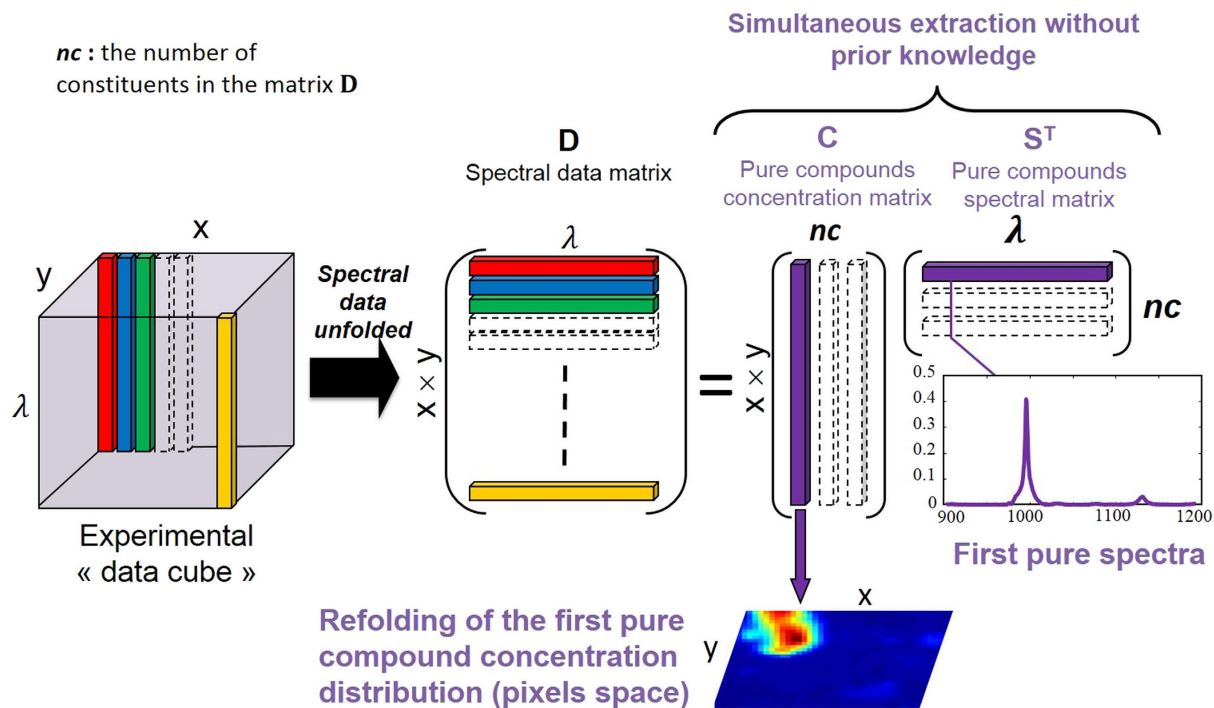 nc : the number of
constituents in the matrix D
Simultaneous extraction without
prior knowledge
D
Spectral data matrix
C
Pure compounds
concentration matrix
Sᵀ
Pure compounds
spectral matrix
x
y
λ
Spectral
data
unfolded
λ
x × y
=
nc
x × y
λ
nc
0.5
0.4
0.3
0.2
0.1
0
900
1000
1100
1200
First pure spectra
Experimental
« data cube »
Refolding of the first pure
compound concentration
distribution (pixels space)
x
y